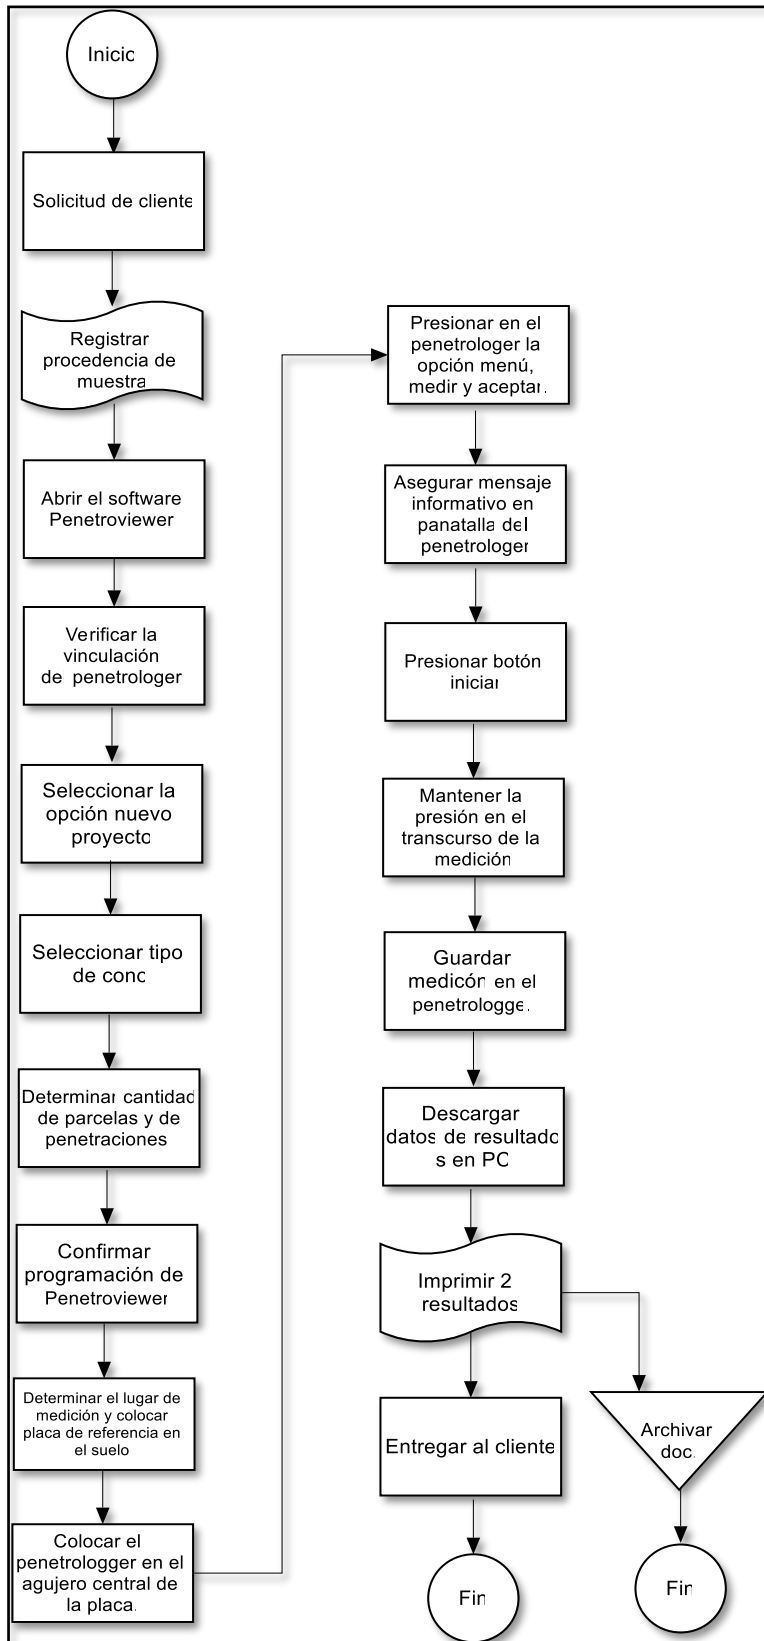 Inicio
Solicitud de cliente
Registrar
procedencia de
muestra
Abrir el software
Penetroviewer
Verificar la
vinculación
de penetrologer
Seleccionar la
opción nuevo
proyecto
Seleccionar tipo
de cono
Determinar cantidad
de parcelas y de
penetraciones
Confirmar
programación de
Penetroviewer
Determinar el lugar de
medición y colocar
placa de referencia en
el suelo
Colocar el
penetrologger en el
agujero central de
la placa.
Presionar en el
penetrologer la
opción menú,
medir y aceptar.
Asegurar mensaje
informativo en
panatalla del
penetrologer
Presionar botón
iniciar
Mantener la
presión en el
transcurso de la
medición
Guardar
medicón en el
penetrologge.
Descargar
datos de resultado
s en PC
Imprimir 2
resultados
Entregar al cliente
Fin
Archivar
doc.
Fin